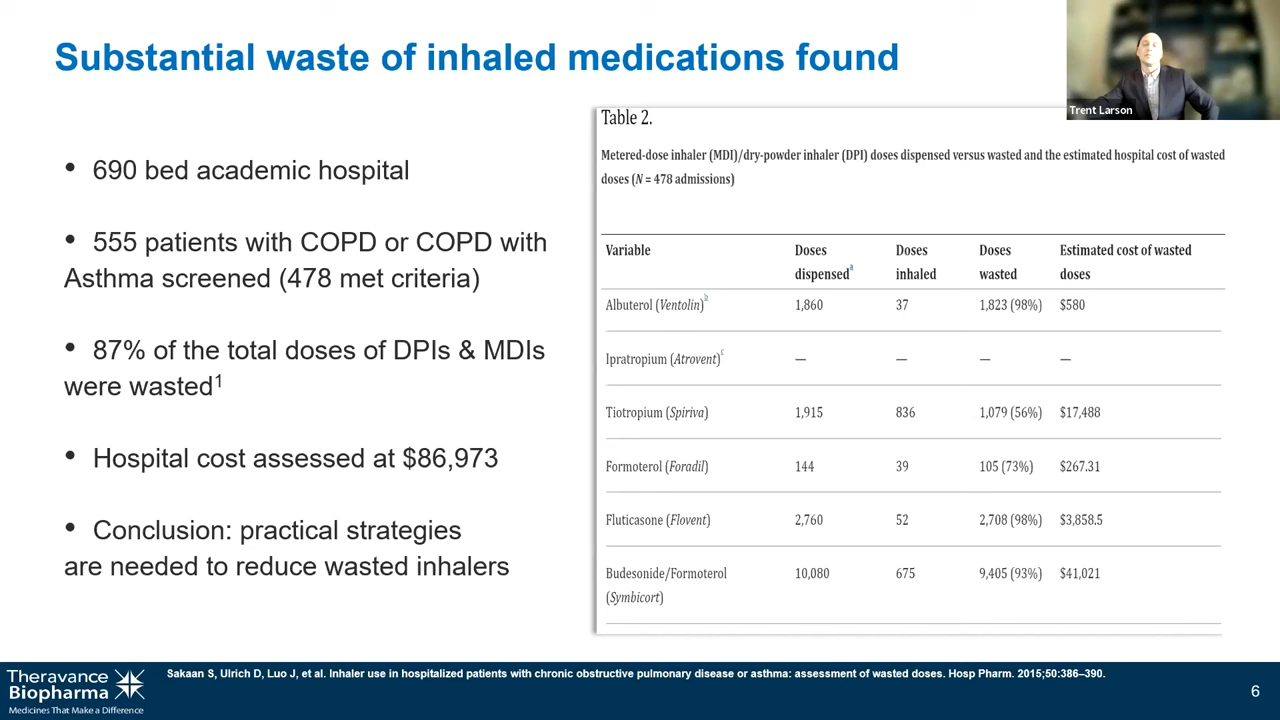 Substantial waste of inhaled medications found
Trent Larson
• 690 bed academic hospital
• 555 patients with COPD or COPD with
Asthma screened (478 met criteria)
• 87% of the total doses of DPIs & MDIs
were wasted1
• Hospital cost assessed at $86,973
• Conclusion: practical strategies
are needed to reduce wasted inhalers
Table 2.
Metered-dose inhaler (MDI)/dry-powder inhaler (DPI) doses dispensed versus wasted and the estimated hospital cost of wasted
doses (N = 478 admissions)
Variable Doses dispenseda Doses inhaled Doses wasted Estimated cost of wasted doses
Albuterol (Ventolin)b 1,860 37 1,823 (98%) $580
Ipratropium (Atrovent)c — — — —
Tiotropium (Spiriva) 1,915 836 1,079 (56%) $17,488
Formoterol (Foradil) 144 39 105 (73%) $267.31
Fluticasone (Flovent) 2,760 52 2,708 (98%) $3,858.5
Budesonide/Formoterol (Symbicort) 10,080 675 9,405 (93%) $41,021
Theravance
Biopharma
Medicines That Make a Difference
Sakaan S, Ulrich D, Luo J, et al. Inhaler use in hospitalized patients with chronic obstructive pulmonary disease or asthma: assessment of wasted doses. Hosp Pharm. 2015;50:386–390.
6